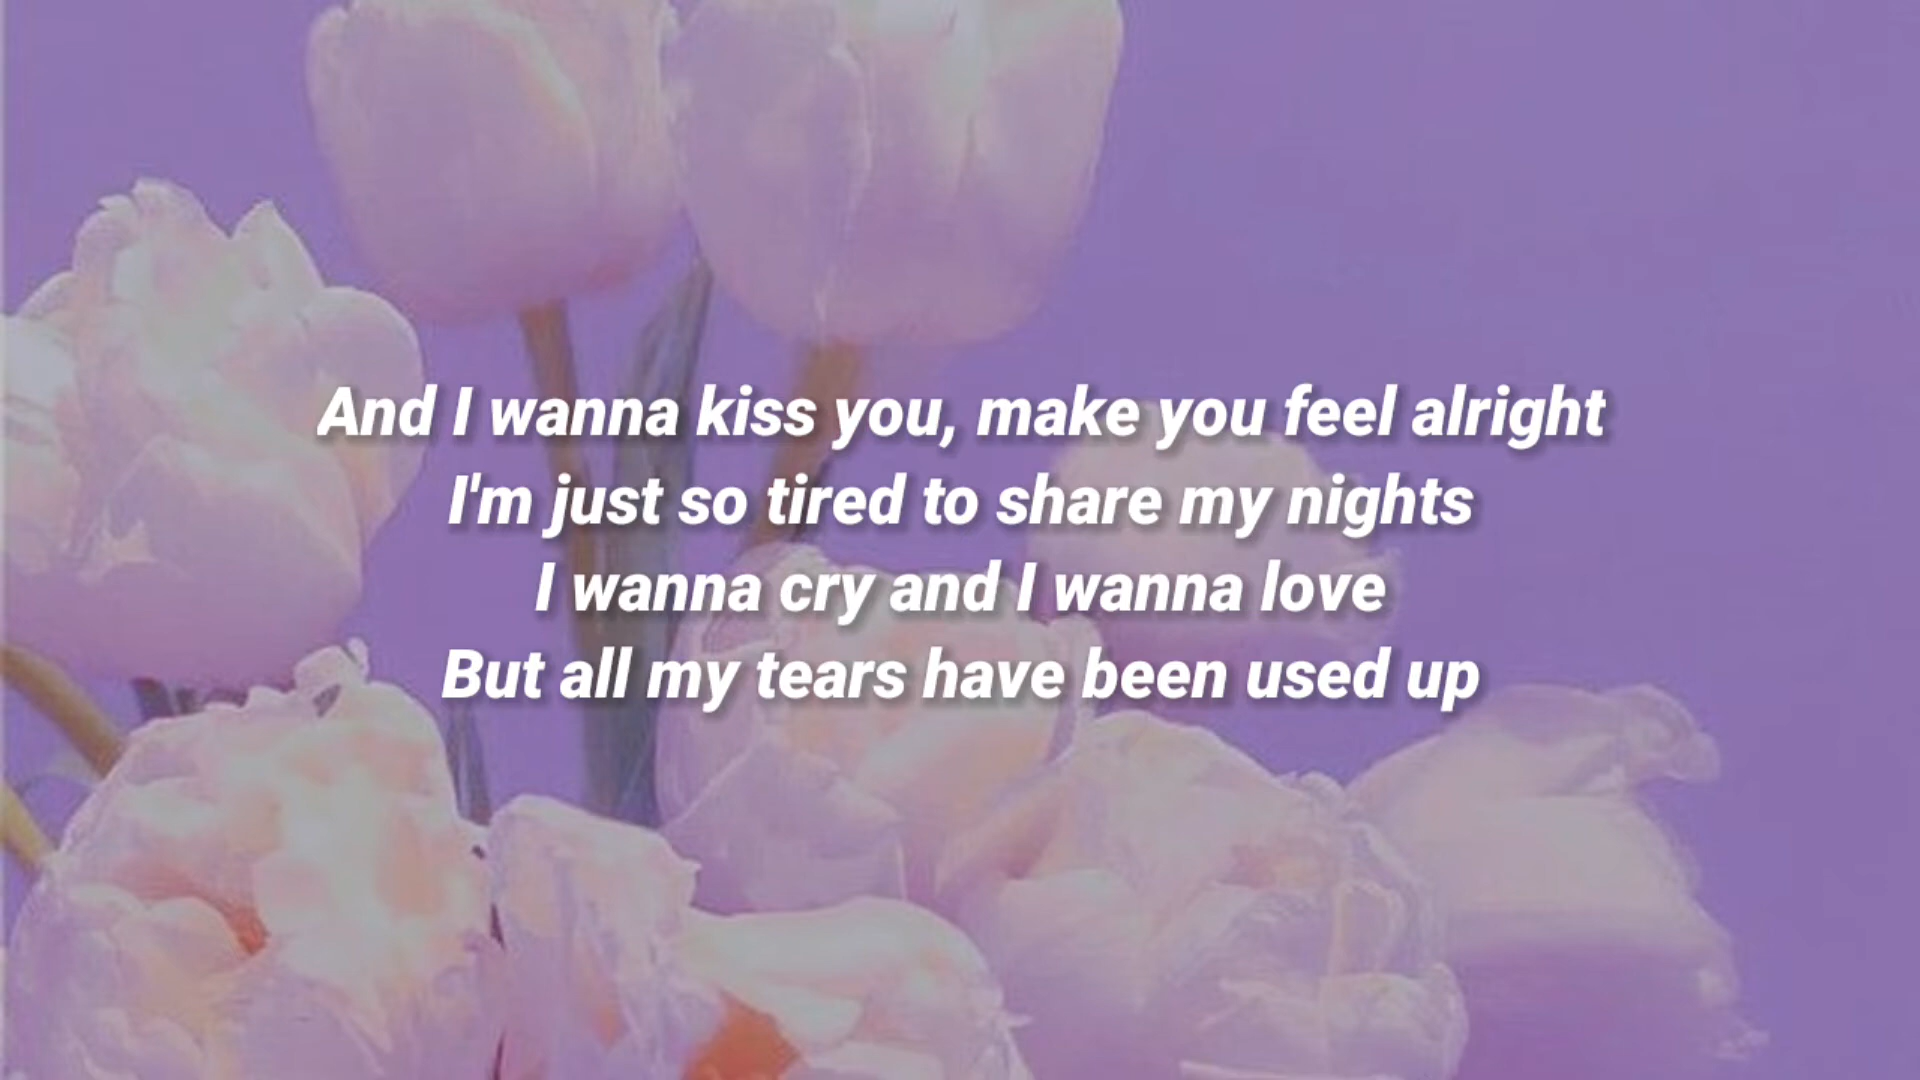 And I wanna kiss you, make you feel alright
I'm just so tired to share my nights
I wanna cry and I wanna love
But all my tears have been used up